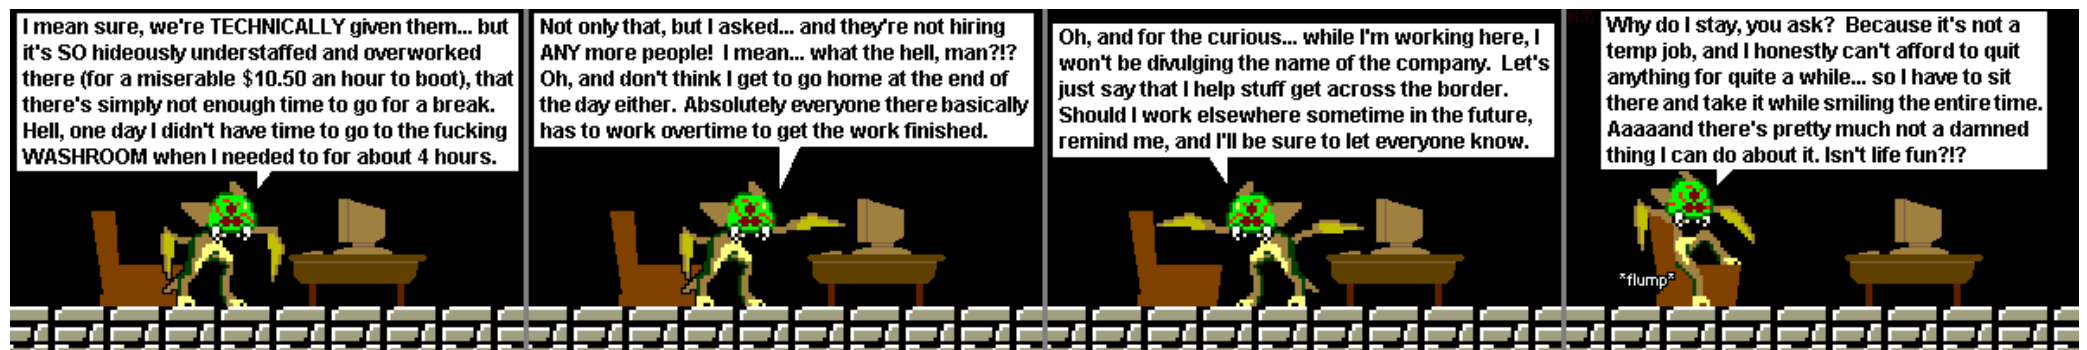 I mean sure, we're TECHNICALLY given them... but
it's SO hideously understaffed and overworked
there (for a miserable $10.50 an hour to boot), that
there's simply not enough time to go for a break.
Hell, one day I didn't have time to go to the fucking
WASHROOM when I needed to for about 4 hours.
Not only that, but I asked... and they're not hiring
ANY more people! I mean... what the hell, man?!?
Oh, and don't think I get to go home at the end of
the day either. Absolutely everyone there basically
has to work overtime to get the work finished.
Oh, and for the curious... while I'm working here, I
won't be divulging the name of the company. Let's
just say that I help stuff get across the border.
Should I work elsewhere sometime in the future,
remind me, and I'll be sure to let everyone know.
Why do I stay, you ask? Because it's not a
temp job, and I honestly can't afford to quit
anything for quite a while... so I have to sit
there and take it while smiling the entire time.
Aaaaand there's pretty much not a damned
thing I can do about it. Isn't life fun?!?
*flump*